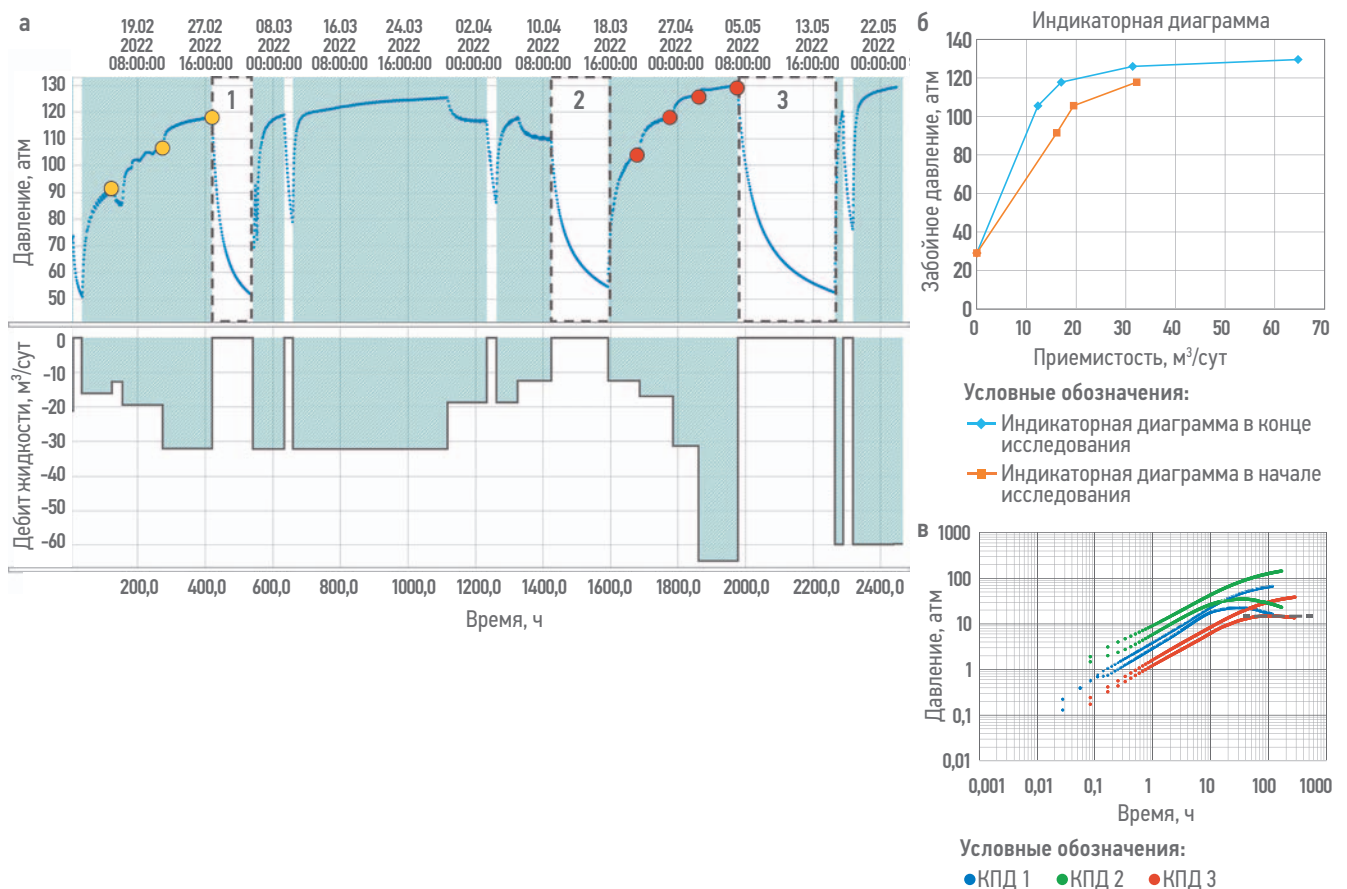 а
19.02 27.02 08.03 16.03 24.03 02.04 10.04 18.03 27.04 05.05 13.05 22.05
2022 2022 2022 2022 2022 2022 2022 2022 2022 2022 2022 2022
08:00:00 16:00:00 00:00:00 08:00:00 16:00:00 00:00:00 08:00:00 16:00:00 00:00:00 08:00:00 16:00:00 00:00:00
Давление, атм
130
120
110
100
90
80
70
60
50
1 2 3
Дебит жидкости, м³/сут
0
-10
-20
-30
-40
-50
-60
200,0 400,0 600,0 800,0 1000,0 1200,0 1400,0 1600,0 1800,0 2000,0 2200,0 2400,0
Время, ч
б
Индикаторная диаграмма
Забойное давление, атм
140
120
100
80
60
40
20
0
0 10 19 30 40 50 60 70
Приемистость, м³/сут
Условные обозначения:
Индикаторная диаграмма в конце
исследования
Индикаторная диаграмма в начале
исследования
в
Давление, атм
1000
100
10
1
0,1
0,01
0,001 0,01 0,1 1 10 100 1000
Время, ч
Условные обозначения:
КПД 1 КПД 2 КПД 3